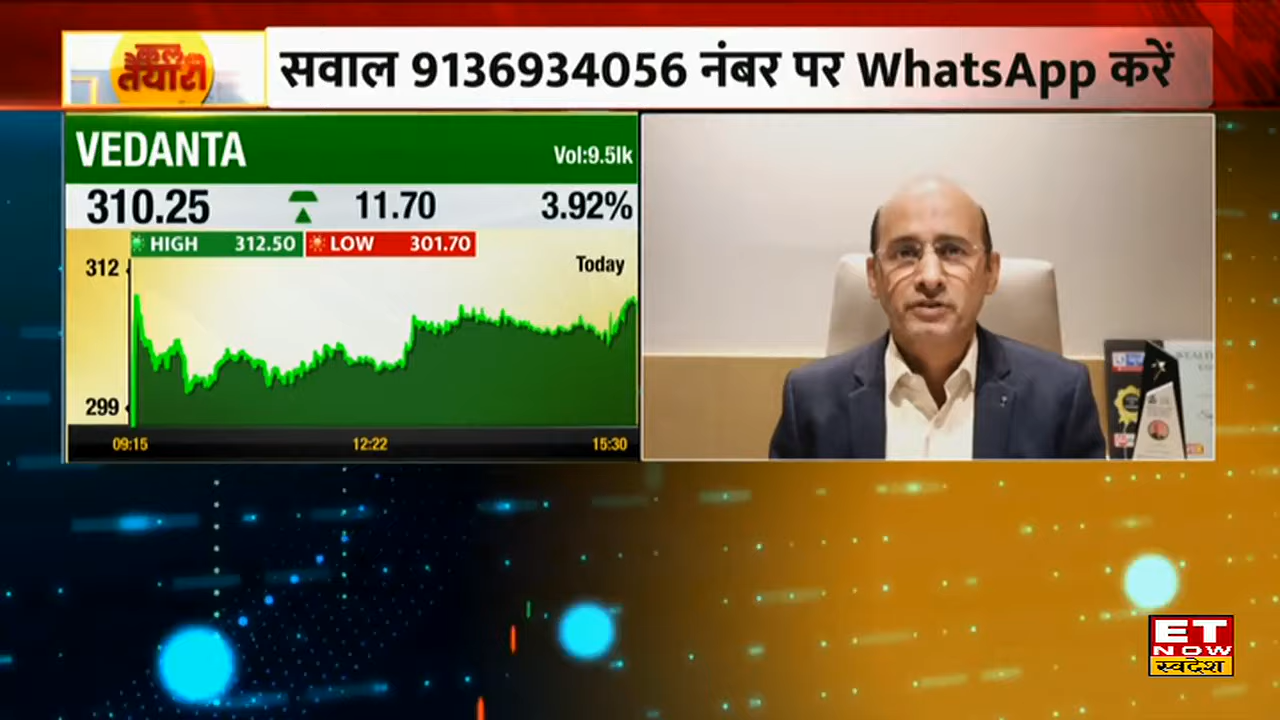 कल की
तैयारी
सवाल 9136934056 नंबर पर WhatsApp करें
VEDANTA
Vol:9.5lk
310.25 11.70 3.92%
HIGH 312.50 LOW 301.70
Today
312
299
09:15 12:22 15:30
ET
NOW
स्वदेश